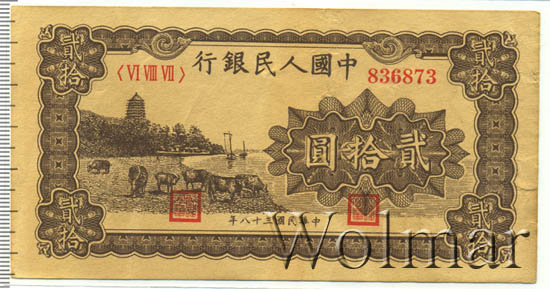 行銀民人國中
〈VI VIII VII〉 836873
貳拾
貳拾
圓拾貳
年八十三國民華中
貳拾
貳拾
Wolmar